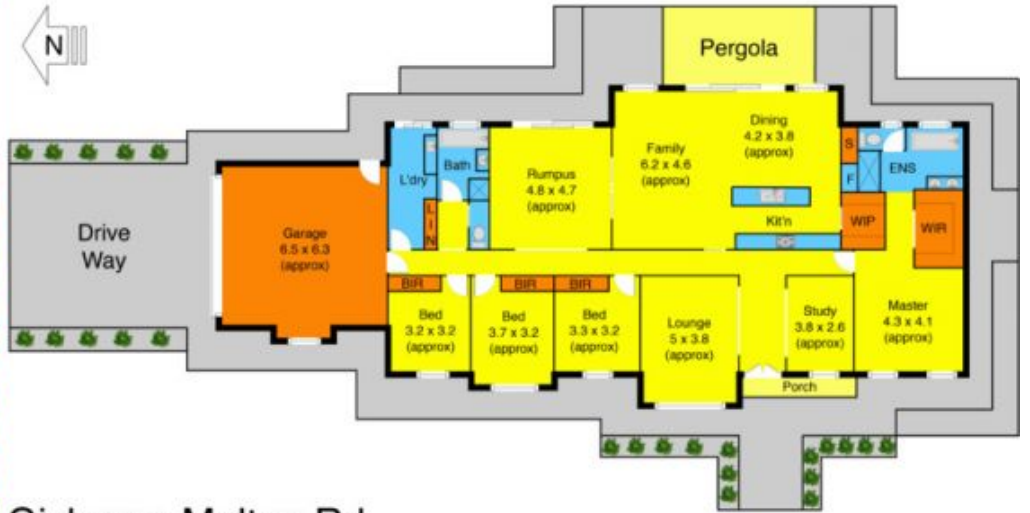 N
Pergola
Dining
4.2 x 3.8
(approx)
Family
6.2 x 4.6
(approx)
S
F
ENS
L'dry
Bath
Rumpus
4.8 x 4.7
(approx)
LIN
Kit'n
WIP
WIR
Drive
Way
Garage
6.5 x 6.3
(approx)
BIR
BIR
BIR
Bed
3.2 x 3.2
(approx)
Bed
3.7 x 3.2
(approx)
Bed
3.3 x 3.2
(approx)
Lounge
5 x 3.8
(approx)
Study
3.8 x 2.6
(approx)
Master
4.3 x 4.1
(approx)
Porch